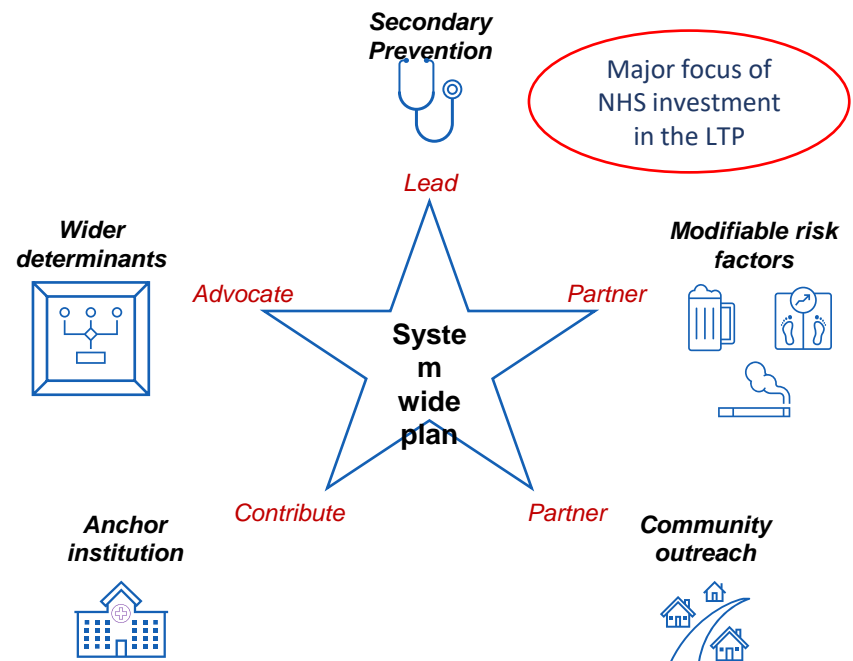 Secondary
Prevention
Major focus of
NHS investment
in the LTP
Lead
Wider
determinants
Modifiable risk
factors
Advocate
Partner
Syste
m
wide
plan
Contribute
Partner
Anchor
institution
Community
outreach